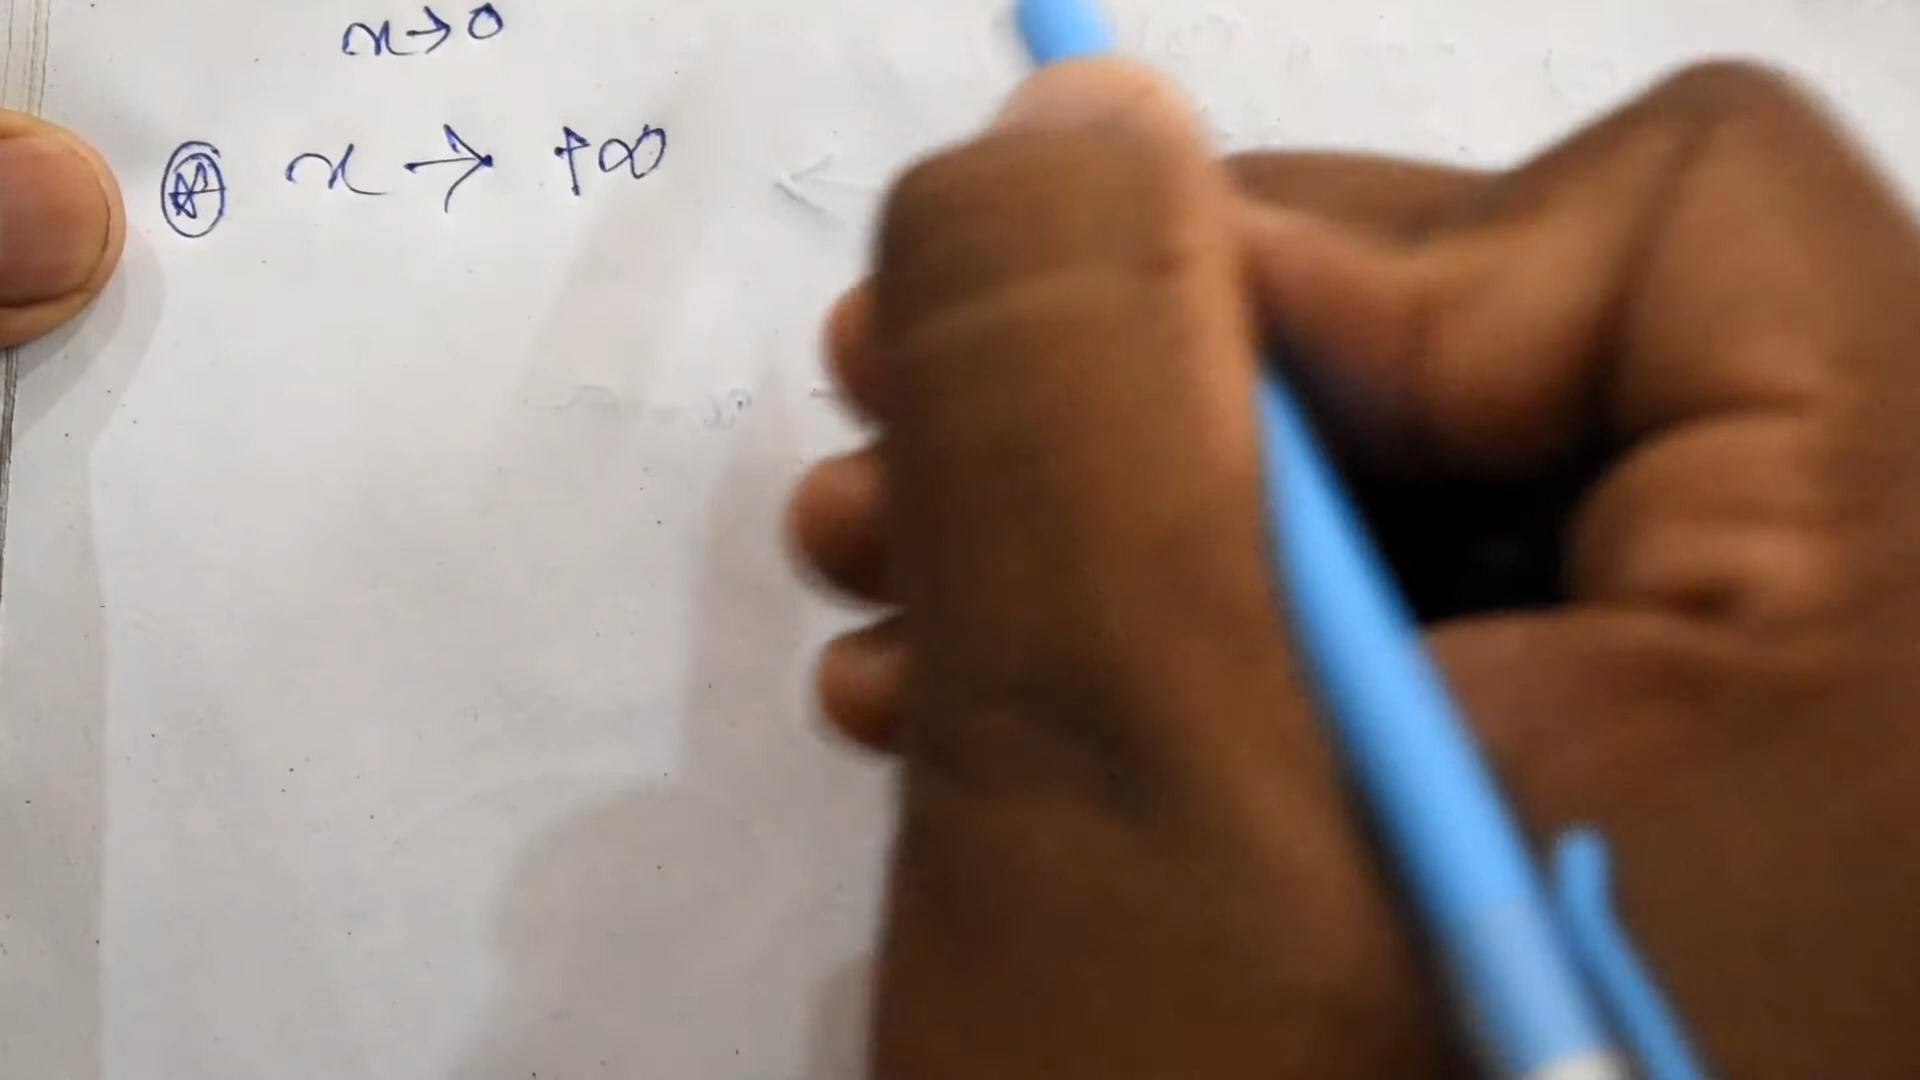 x→0
⊛ x → +∞